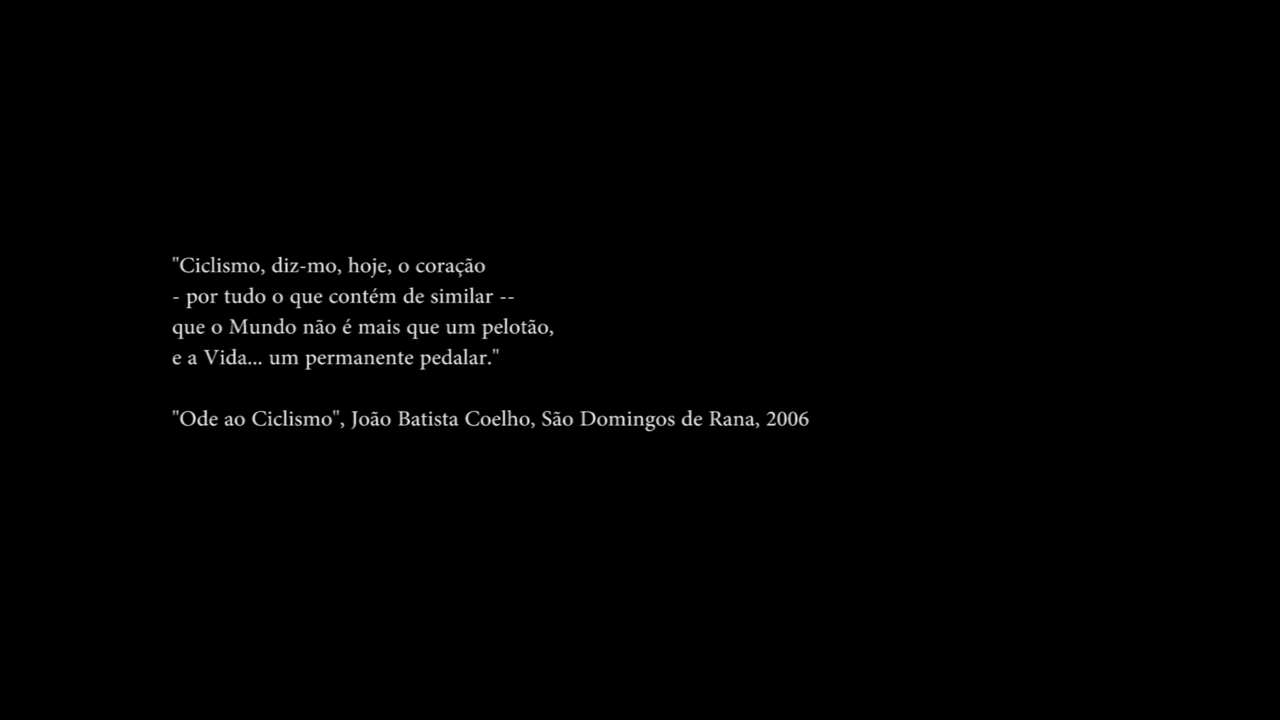 "Ciclismo, diz-mo, hoje, o coração
- por tudo o que contém de similar --
que o Mundo não é mais que um pelotão,
e a Vida... um permanente pedalar."
"Ode ao Ciclismo", João Batista Coelho, São Domingos de Rana, 2006